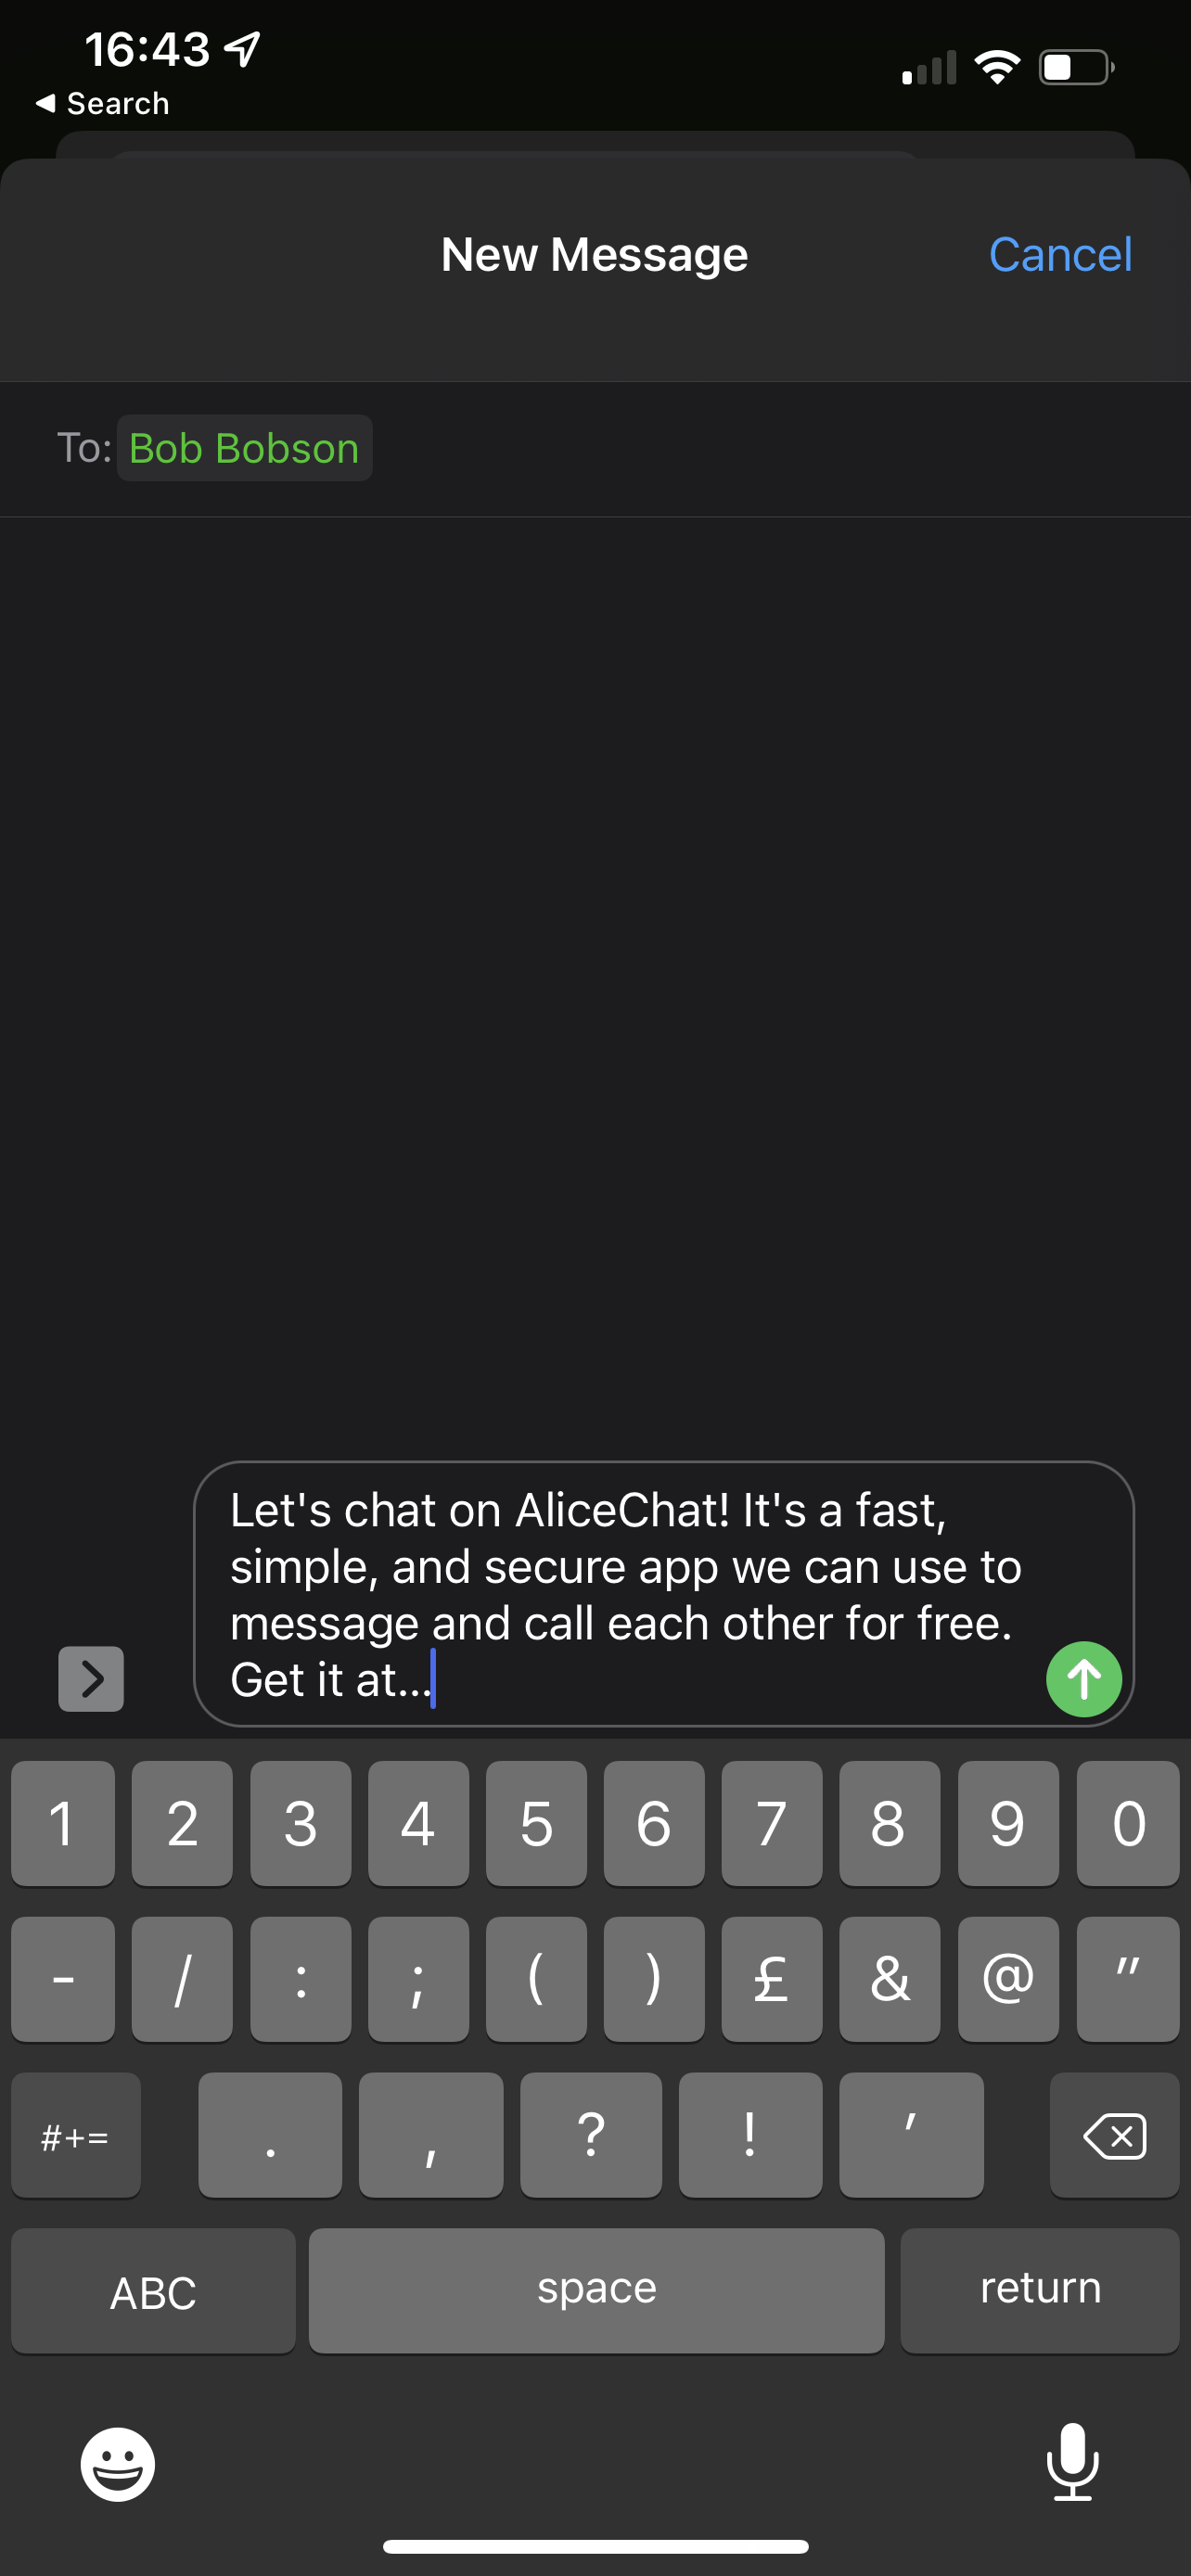 16:43
Search
New Message
Cancel
To: Bob Bobson
Let's chat on AliceChat! It's a fast,
simple, and secure app we can use to
message and call each other for free.
Get it at...
1 2 3 4 5 6 7 8 9 0
- / : ; ( ) £ & @ "
#+= . , ? ! '
ABC space return